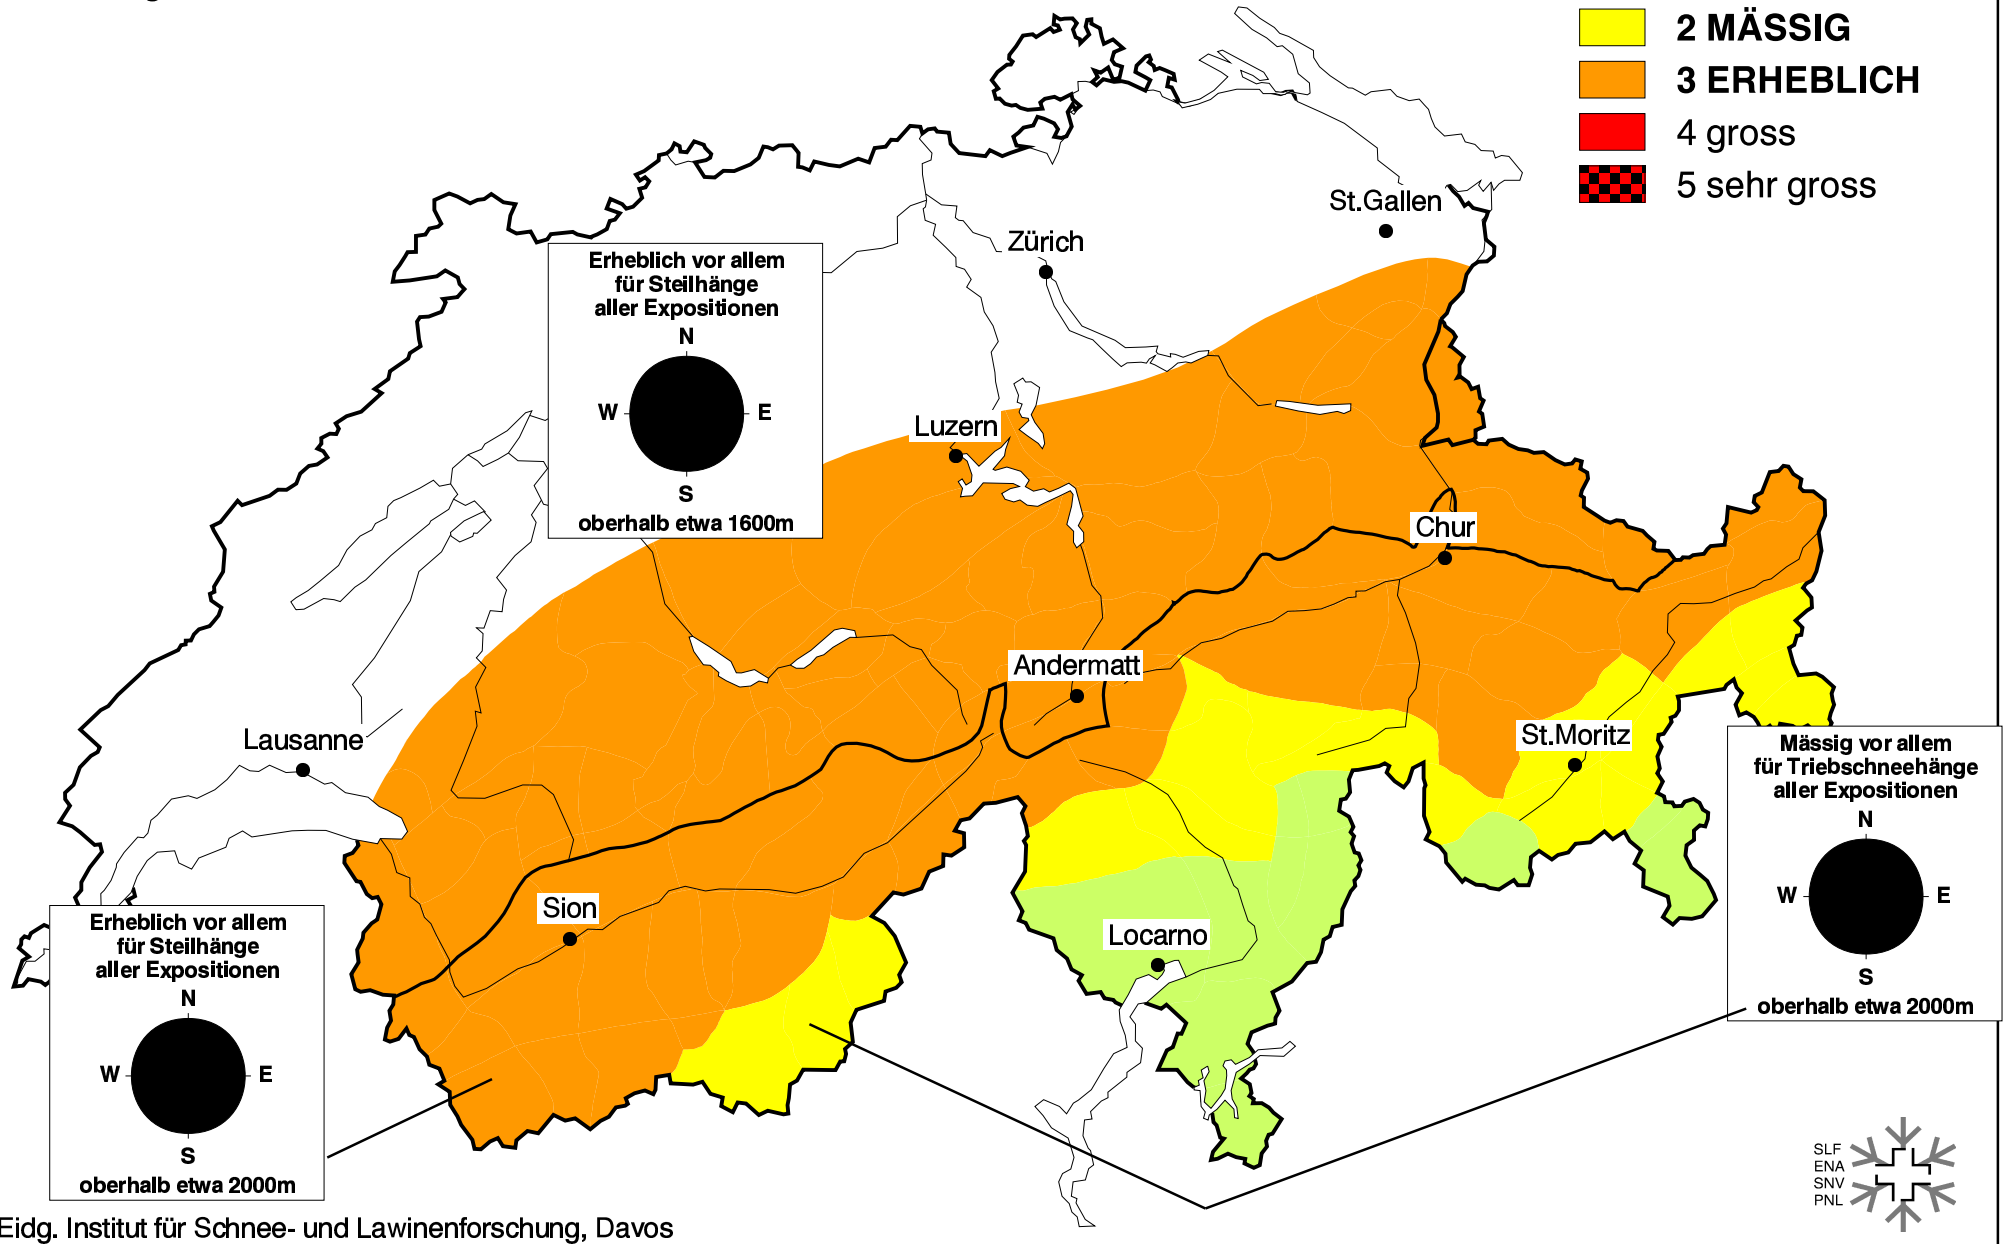 2 MÄSSIG
3 ERHEBLICH
4 gross
5 sehr gross
St.Gallen
Zürich
Erheblich vor allem
für Steilhänge
aller Expositionen
N
W E
S
oberhalb etwa 1600m
Luzern
Chur
Andermatt
Lausanne
St.Moritz
Mässig vor allem
für Triebschneehänge
aller Expositionen
N
W E
S
oberhalb etwa 2000m
Sion
Locarno
Erheblich vor allem
für Steilhänge
aller Expositionen
N
W E
S
oberhalb etwa 2000m
SLF
ENA
SNV
PNL
Eidg. Institut für Schnee- und Lawinenforschung, Davos